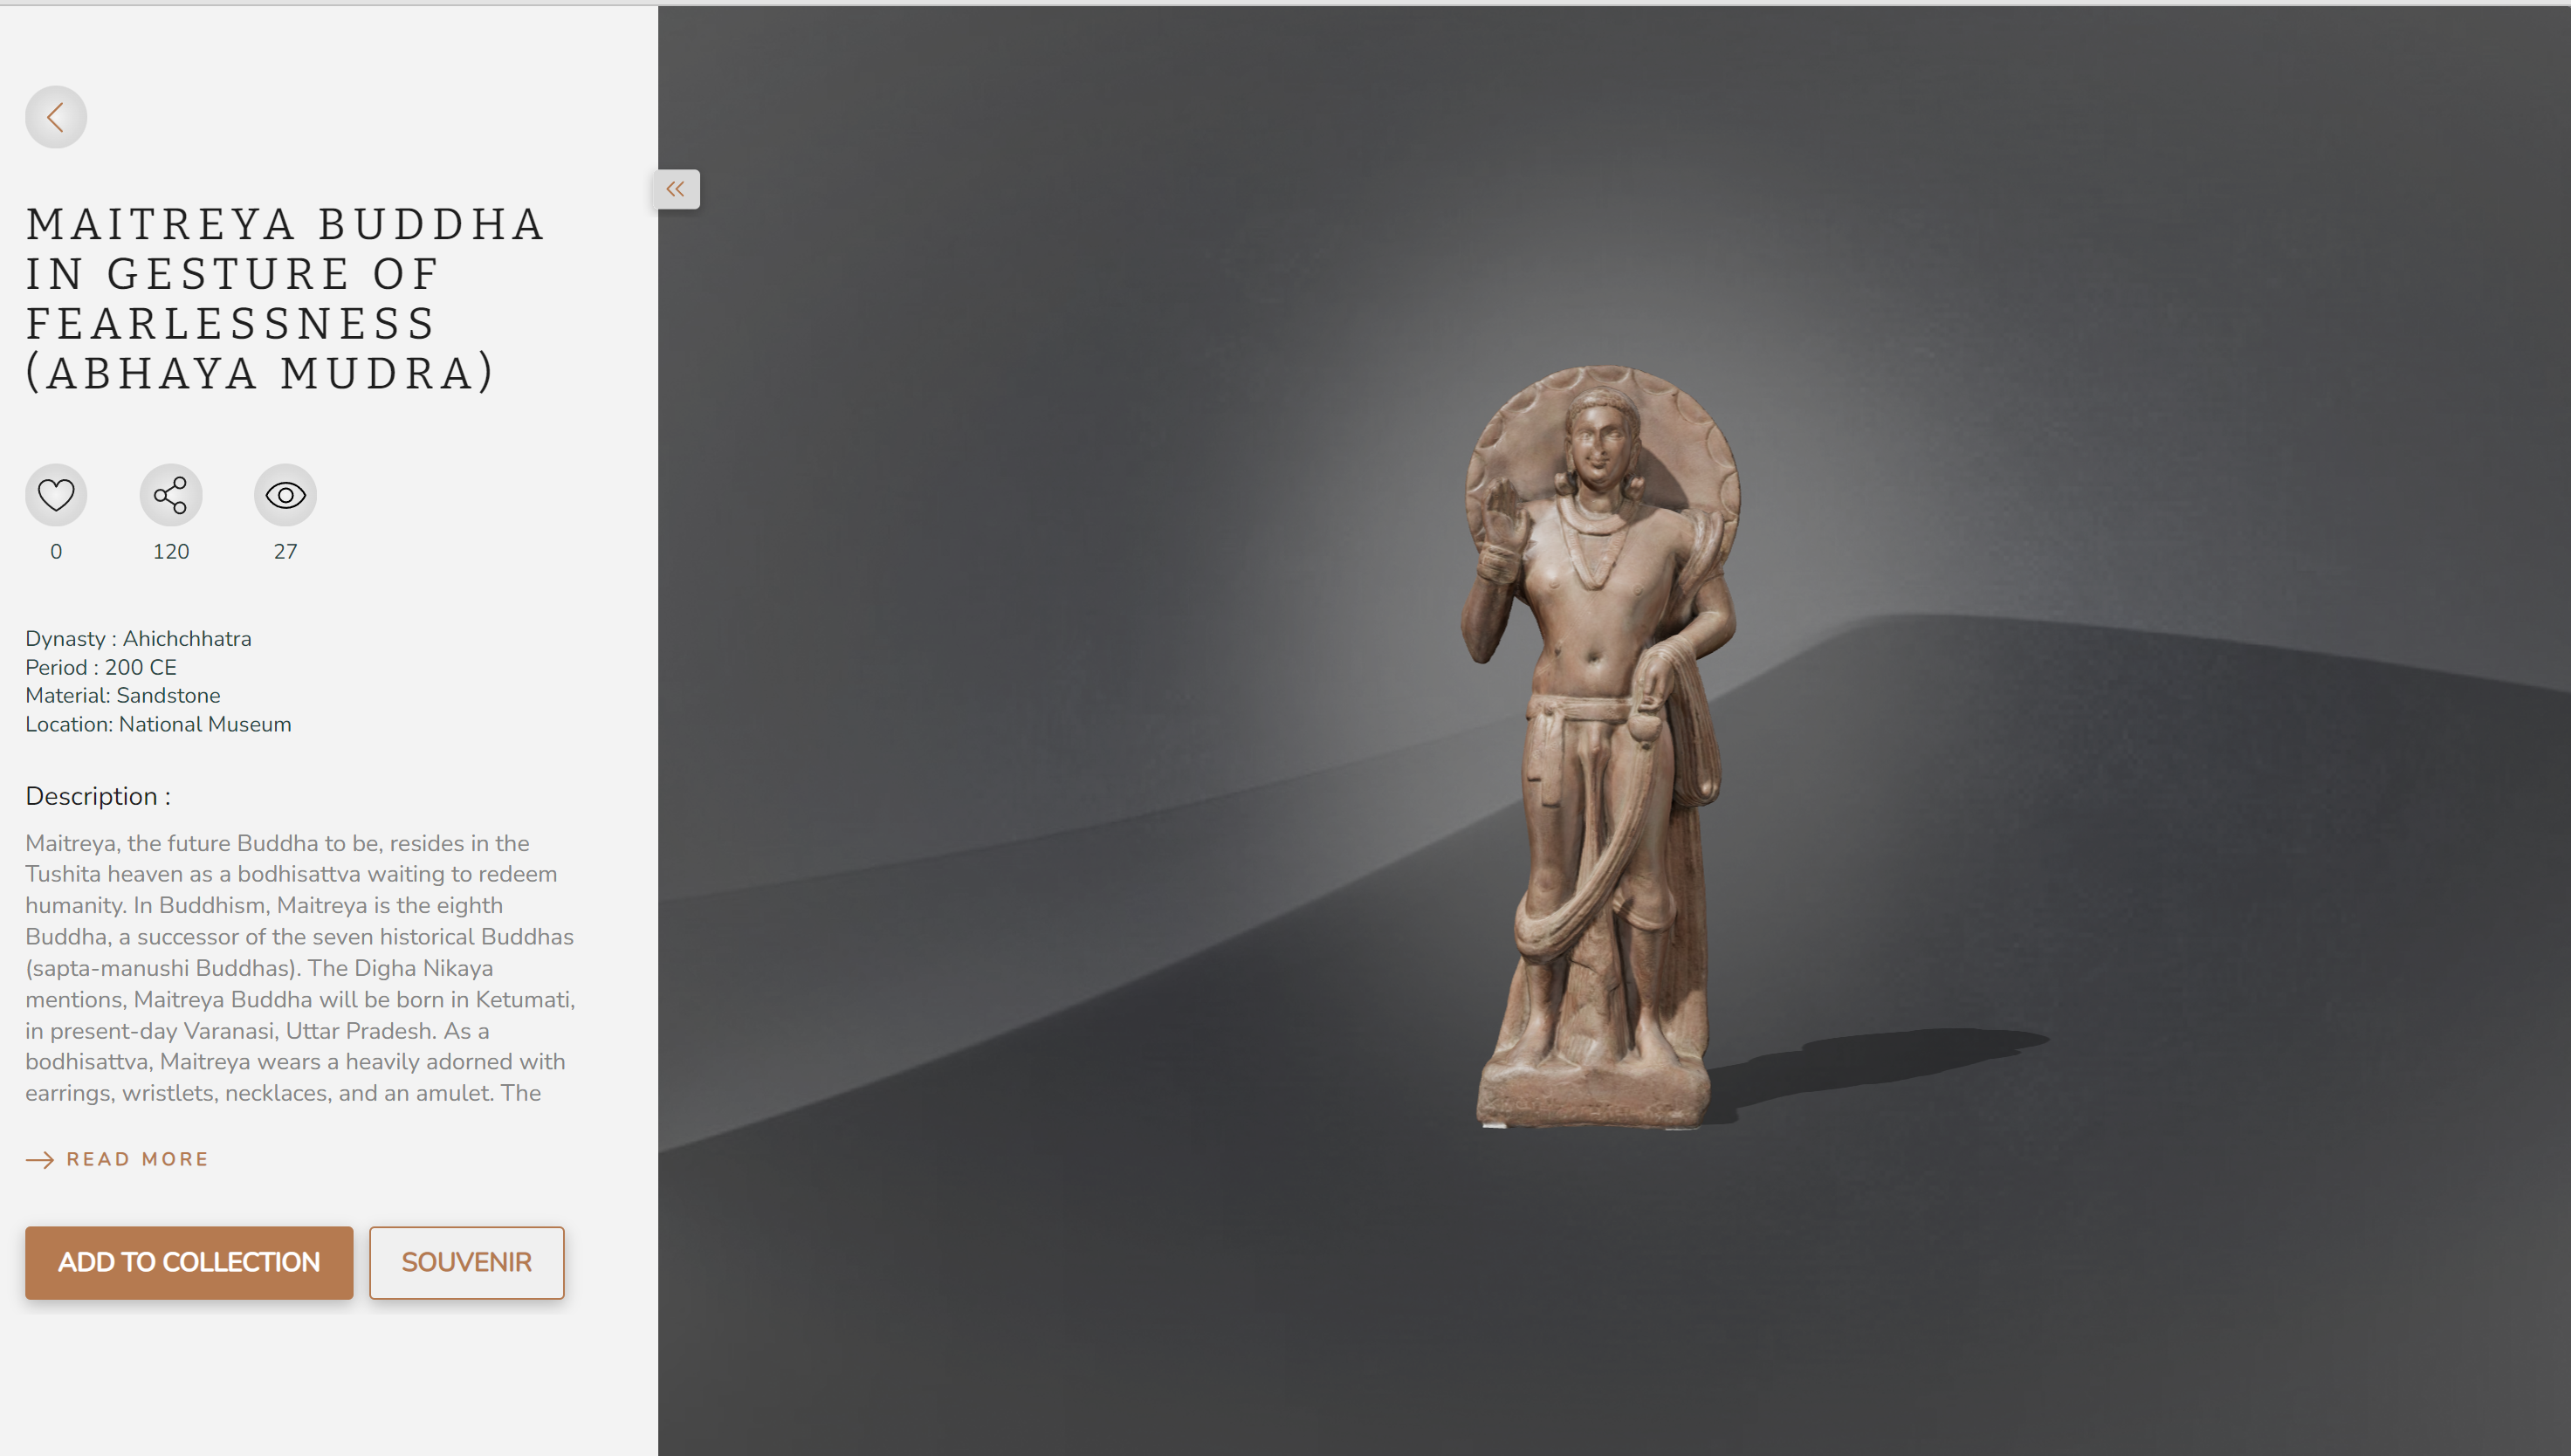 MAITREYA BUDDHA
IN GESTURE OF
FEARLESSNESS
(ABHAYA MUDRA)
0 120 27
Dynasty : Ahichchhatra
Period : 200 CE
Material: Sandstone
Location: National Museum
Description :
Maitreya, the future Buddha to be, resides in the
Tushita heaven as a bodhisattva waiting to redeem
humanity. In Buddhism, Maitreya is the eighth
Buddha, a successor of the seven historical Buddhas
(sapta-manushi Buddhas). The Digha Nikaya
mentions, Maitreya Buddha will be born in Ketumati,
in present-day Varanasi, Uttar Pradesh. As a
bodhisattva, Maitreya wears a heavily adorned with
earrings, wristlets, necklaces, and an amulet. The
READ MORE
ADD TO COLLECTION SOUVENIR